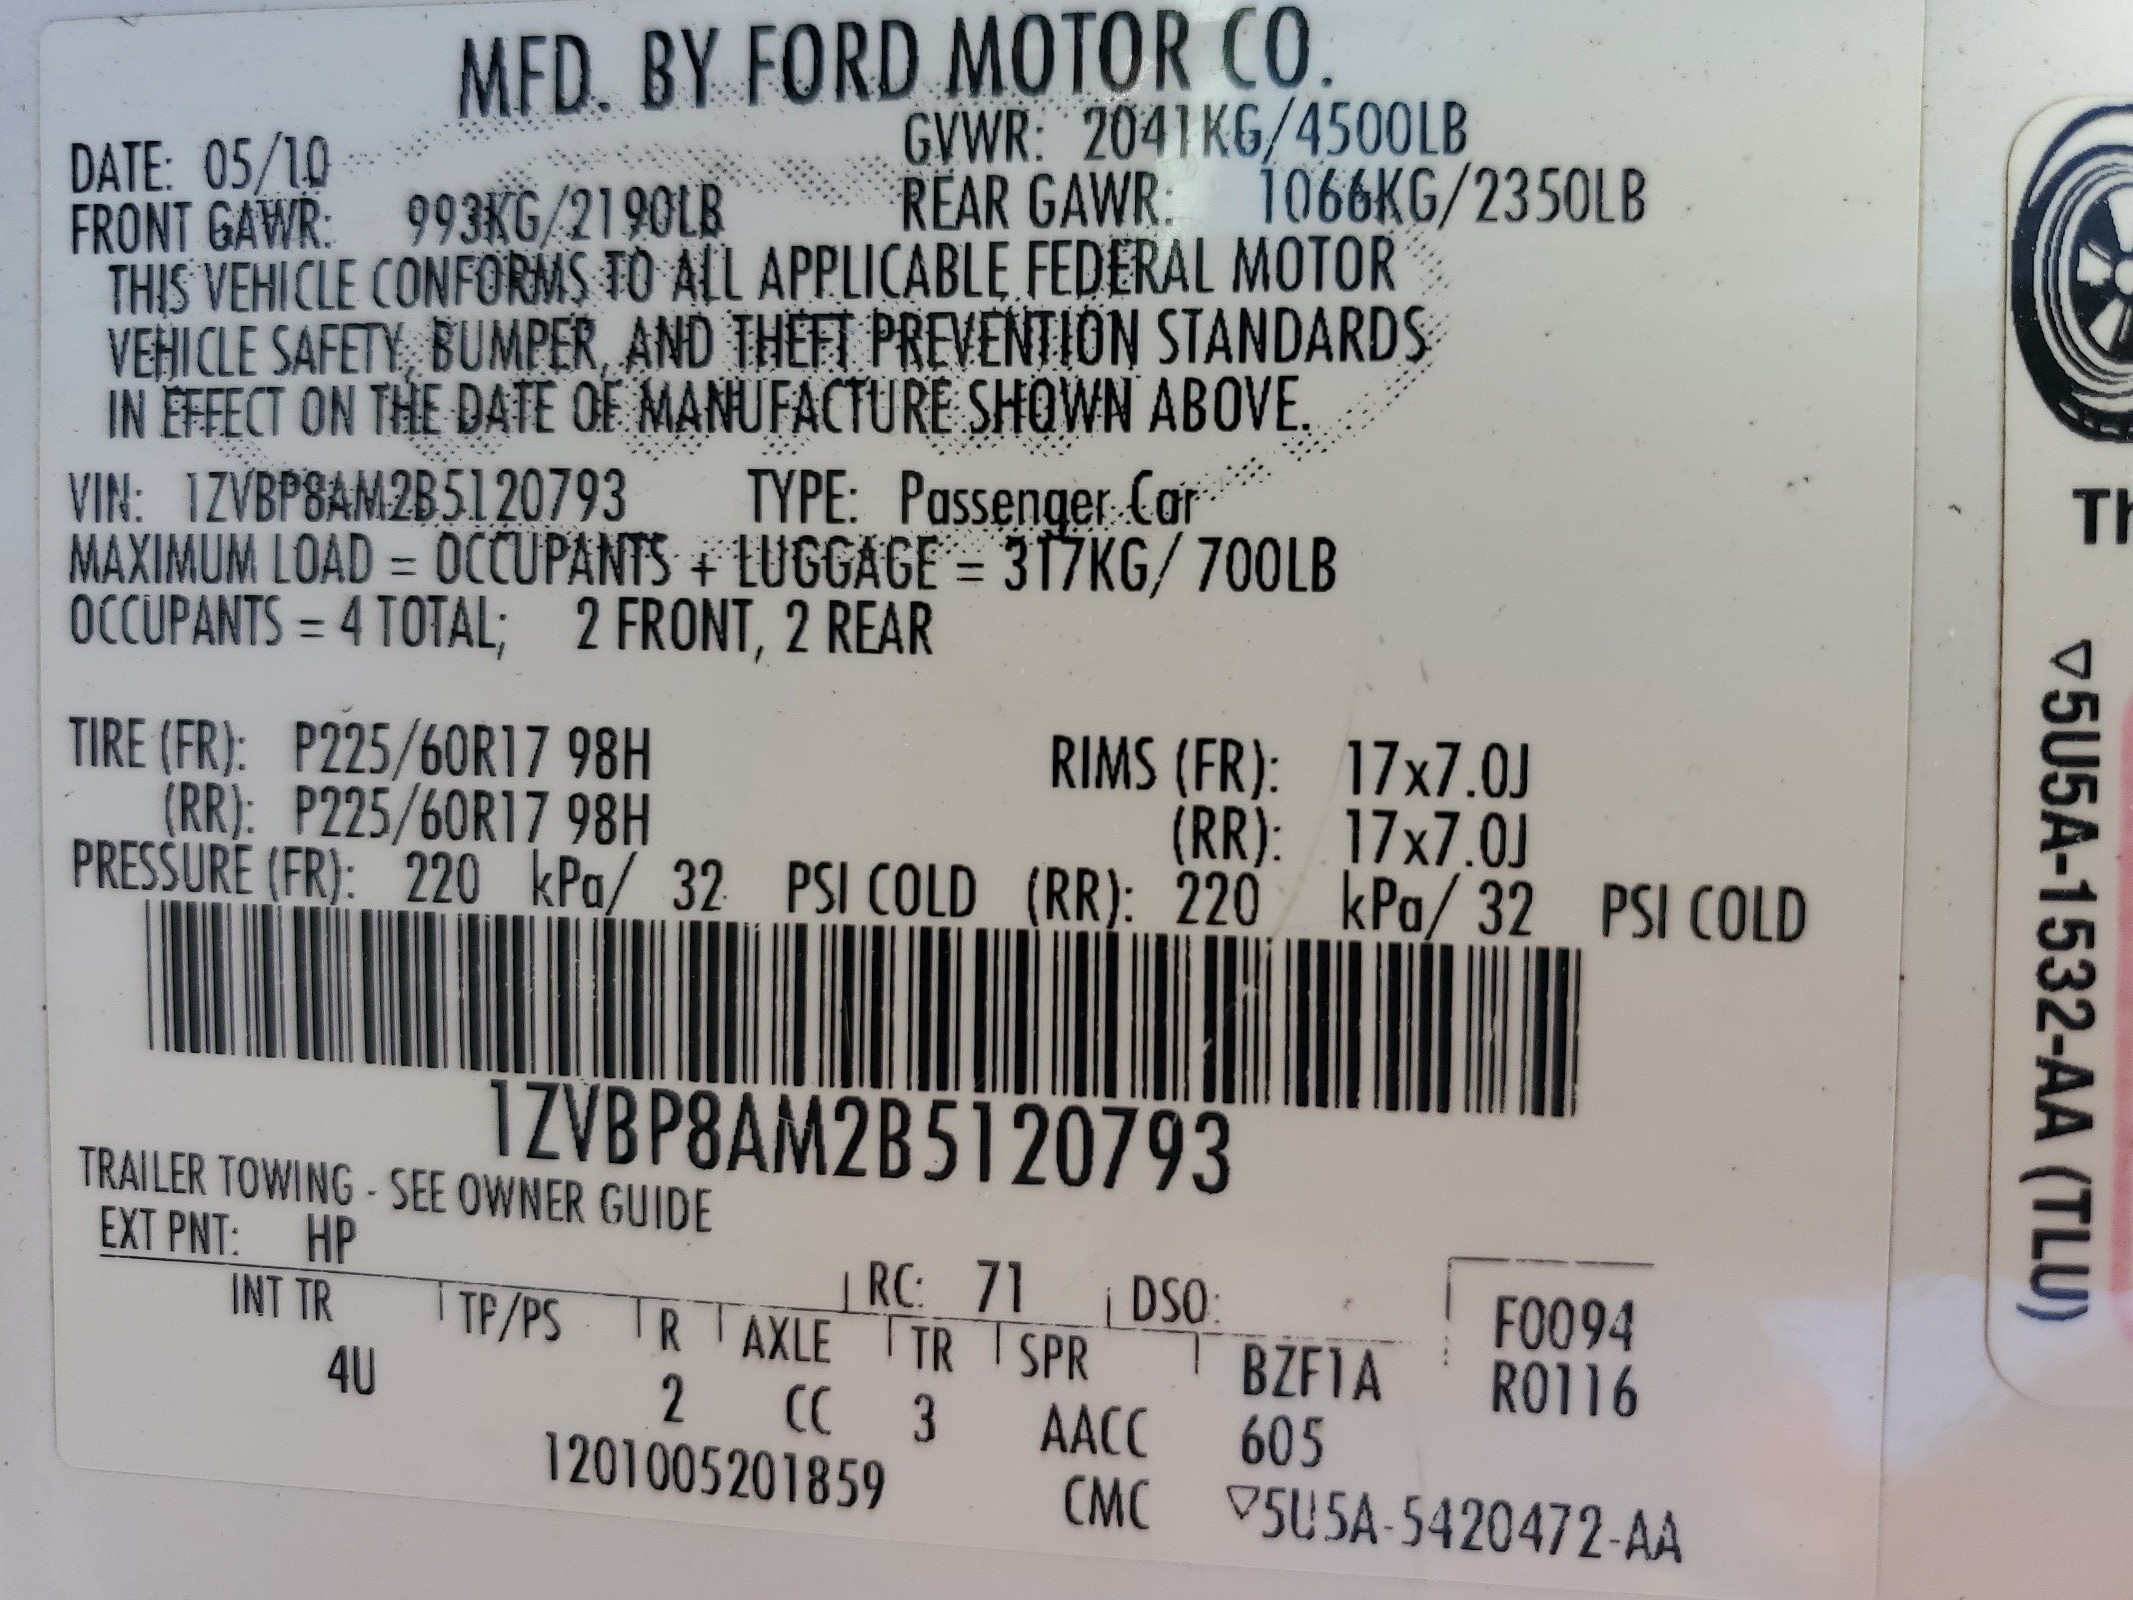 MFD. BY FORD MOTOR CO.
DATE: 05/10 GVWR: 2041KG/4500LB
FRONT GAWR: 993KG/2190LB REAR GAWR: 1066KG/2350LB
THIS VEHICLE CONFORMS TO ALL APPLICABLE FEDERAL MOTOR
VEHICLE SAFETY, BUMPER, AND THEFT PREVENTION STANDARDS
IN EFFECT ON THE DATE OF MANUFACTURE SHOWN ABOVE.
VIN: 1ZVBP8AM2B5120793 TYPE: Passenger Car
MAXIMUM LOAD = OCCUPANTS + LUGGAGE = 317KG/ 700LB
OCCUPANTS = 4 TOTAL; 2 FRONT, 2 REAR
TIRE (FR): P225/60R17 98H RIMS (FR): 17x7.0J
(RR): P225/60R17 98H (RR): 17x7.0J
PRESSURE (FR): 220 kPa/ 32 PSI COLD (RR): 220 kPa/ 32 PSI COLD
1ZVBP8AM2B5120793
TRAILER TOWING - SEE OWNER GUIDE
EXT PNT: HP RC: 71 DSO:
INT TR TP/PS R AXLE TR SPR BZF1A F0094
4U 2 CC 3 AACC 605 R0116
1201005201859 CMC ▽5U5A-5420472-AA
Th
▽5U5A-1532-AA (TLU)